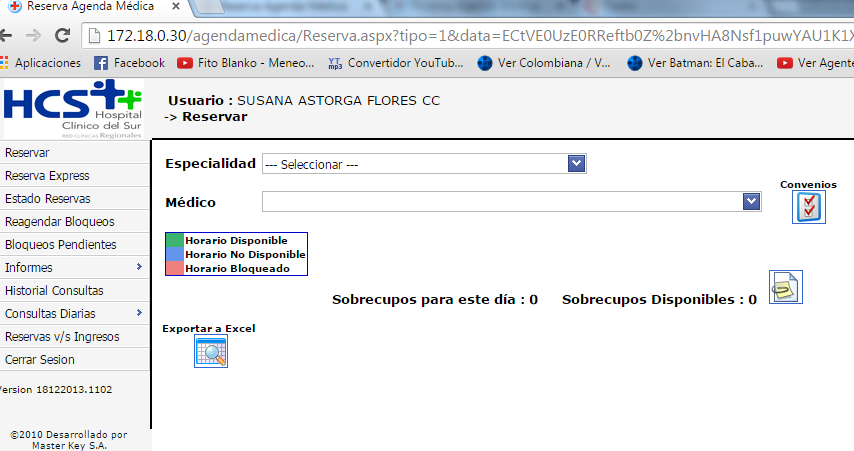 Reserva Agenda Médica
172.18.0.30/agendamedica/Reserva.aspx?tipo=1&data=ECtVE0UzE0RReftb0Z%2bnvHA8Nsf1puwYAU1K1X
Aplicaciones Facebook Fito Blanko - Meneo... Convertidor YouTub... Ver Colombiana / V... Ver Batman: El Caba... Ver Agente
HCS
Hospital
Clínico del Sur
RED CLINICAS Regionales
Usuario : SUSANA ASTORGA FLORES CC
-> Reservar
Reservar
Reserva Express
Estado Reservas
Reagendar Bloqueos
Bloqueos Pendientes
Informes
Historial Consultas
Consultas Diarias
Reservas v/s Ingresos
Cerrar Sesion
Version 18122013.1102
©2010 Desarrollado por
Master Key S.A.
Especialidad --- Seleccionar ---
Médico
Convenios
Horario Disponible
Horario No Disponible
Horario Bloqueado
Sobrecupos para este día : 0 Sobrecupos Disponibles : 0
Exportar a Excel